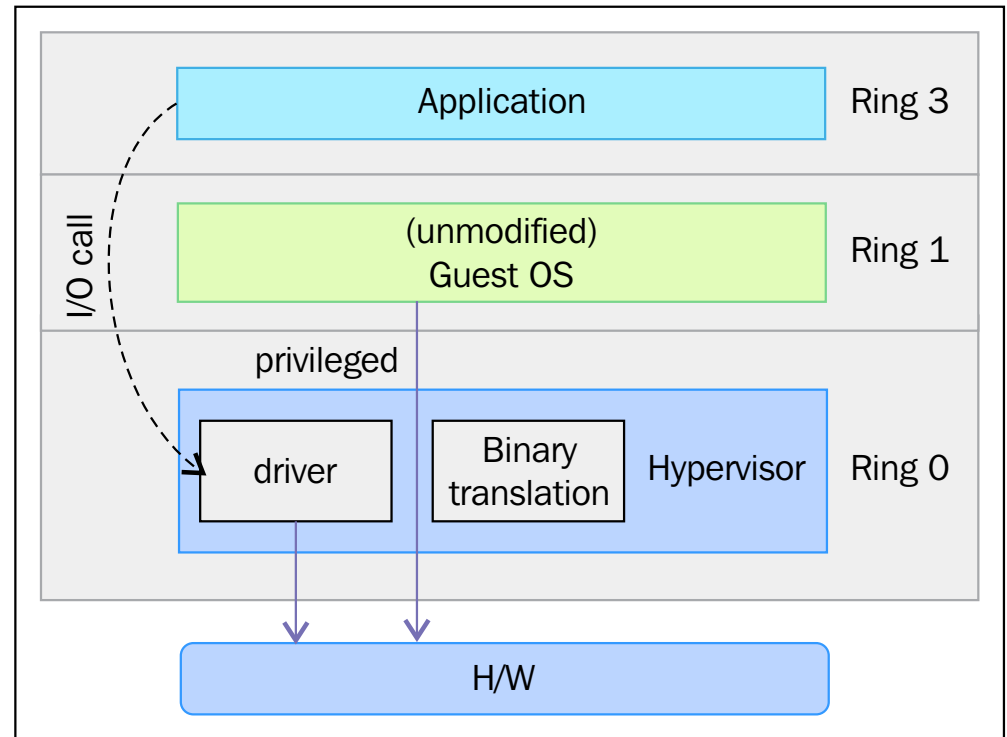 Application
Ring 3
I/O call
(unmodified)
Guest OS
Ring 1
privileged
driver
Binary
translation
Hypervisor
Ring 0
H/W